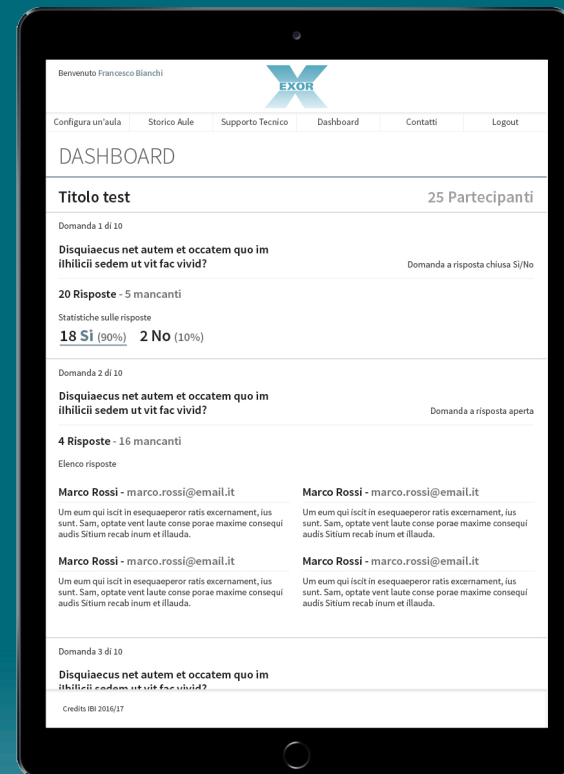 Benvenuto Francesco Bianchi
EXOR
Configura un'aula Storico Aule Supporto Tecnico Dashboard Contatti Logout
DASHBOARD
Titolo test 25 Partecipanti
Domanda 1 di 10
Disquiaecus net autem et occatem quo im
ilhilicii sedem ut vit fac vivid? Domanda a risposta chiusa Si/No
20 Risposte - 5 mancanti
Statistiche sulle risposte
18 Si (90%) 2 No (10%)
Domanda 2 di 10
Disquiaecus net autem et occatem quo im
ilhilicii sedem ut vit fac vivid? Domanda a risposta aperta
4 Risposte - 16 mancanti
Elenco risposte
Marco Rossi - marco.rossi@email.it Marco Rossi - marco.rossi@email.it
Um eum qui iscit in esequaeperor ratis excernament, ius Um eum qui iscit in esequaeperor ratis excernament, ius
sunt. Sam, optate vent laute conse porae maxime consequi sunt. Sam, optate vent laute conse porae maxime consequi
audis Sitium recab inum et illauda. audis Sitium recab inum et illauda.
Marco Rossi - marco.rossi@email.it Marco Rossi - marco.rossi@email.it
Um eum qui iscit in esequaeperor ratis excernament, ius Um eum qui iscit in esequaeperor ratis excernament, ius
sunt. Sam, optate vent laute conse porae maxime consequi sunt. Sam, optate vent laute conse porae maxime consequi
audis Sitium recab inum et illauda. audis Sitium recab inum et illauda.
Domanda 3 di 10
Disquiaecus net autem et occatem quo im
ilhilicii sedem ut vit fac vivid?
Credits IBI 2016/17